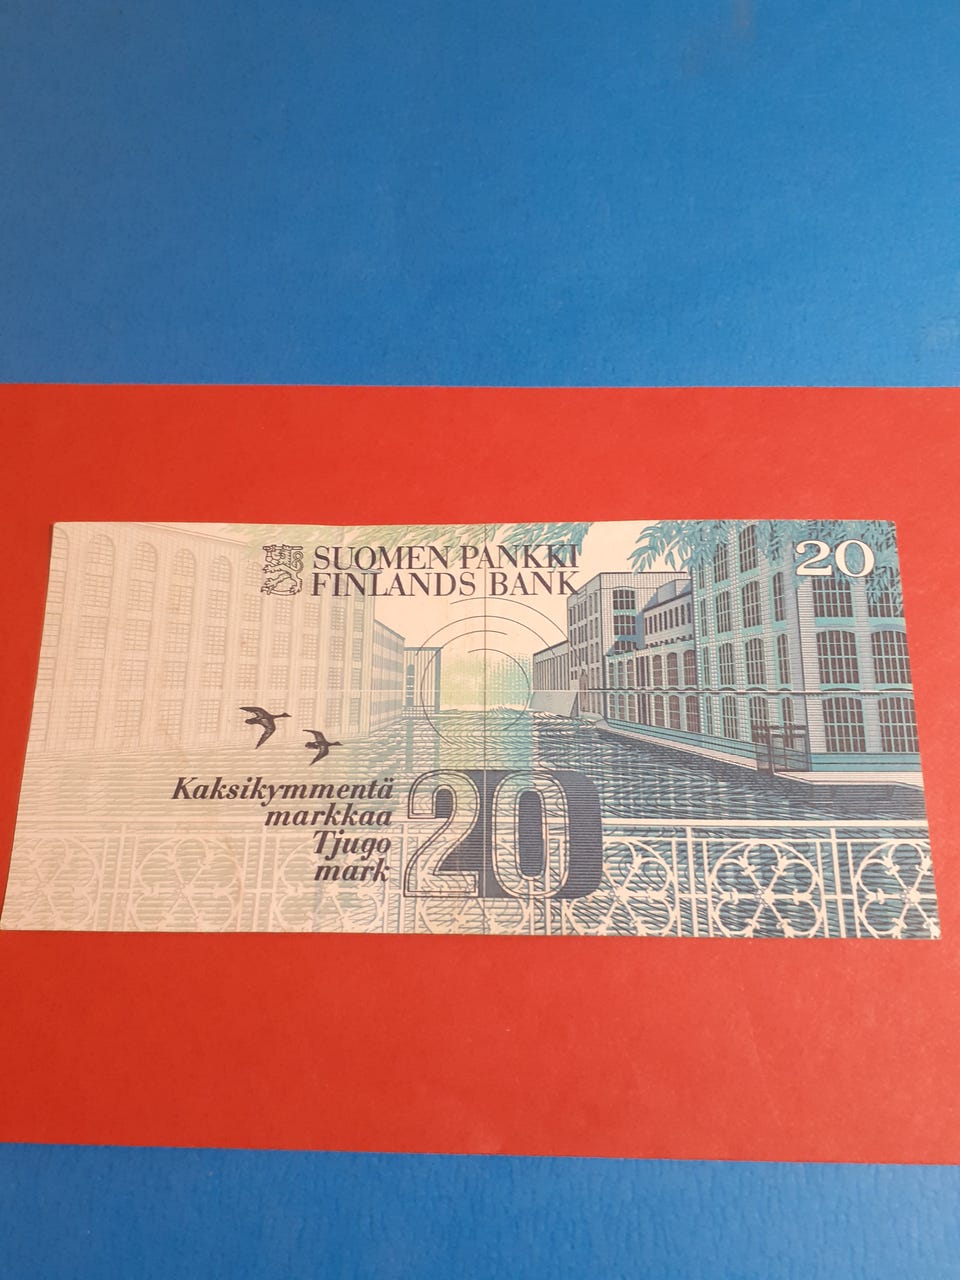 SUOMEN PANKKI
FINLANDS BANK
20
Kaksikymmentä
markkaa
Tjugo
mark
20